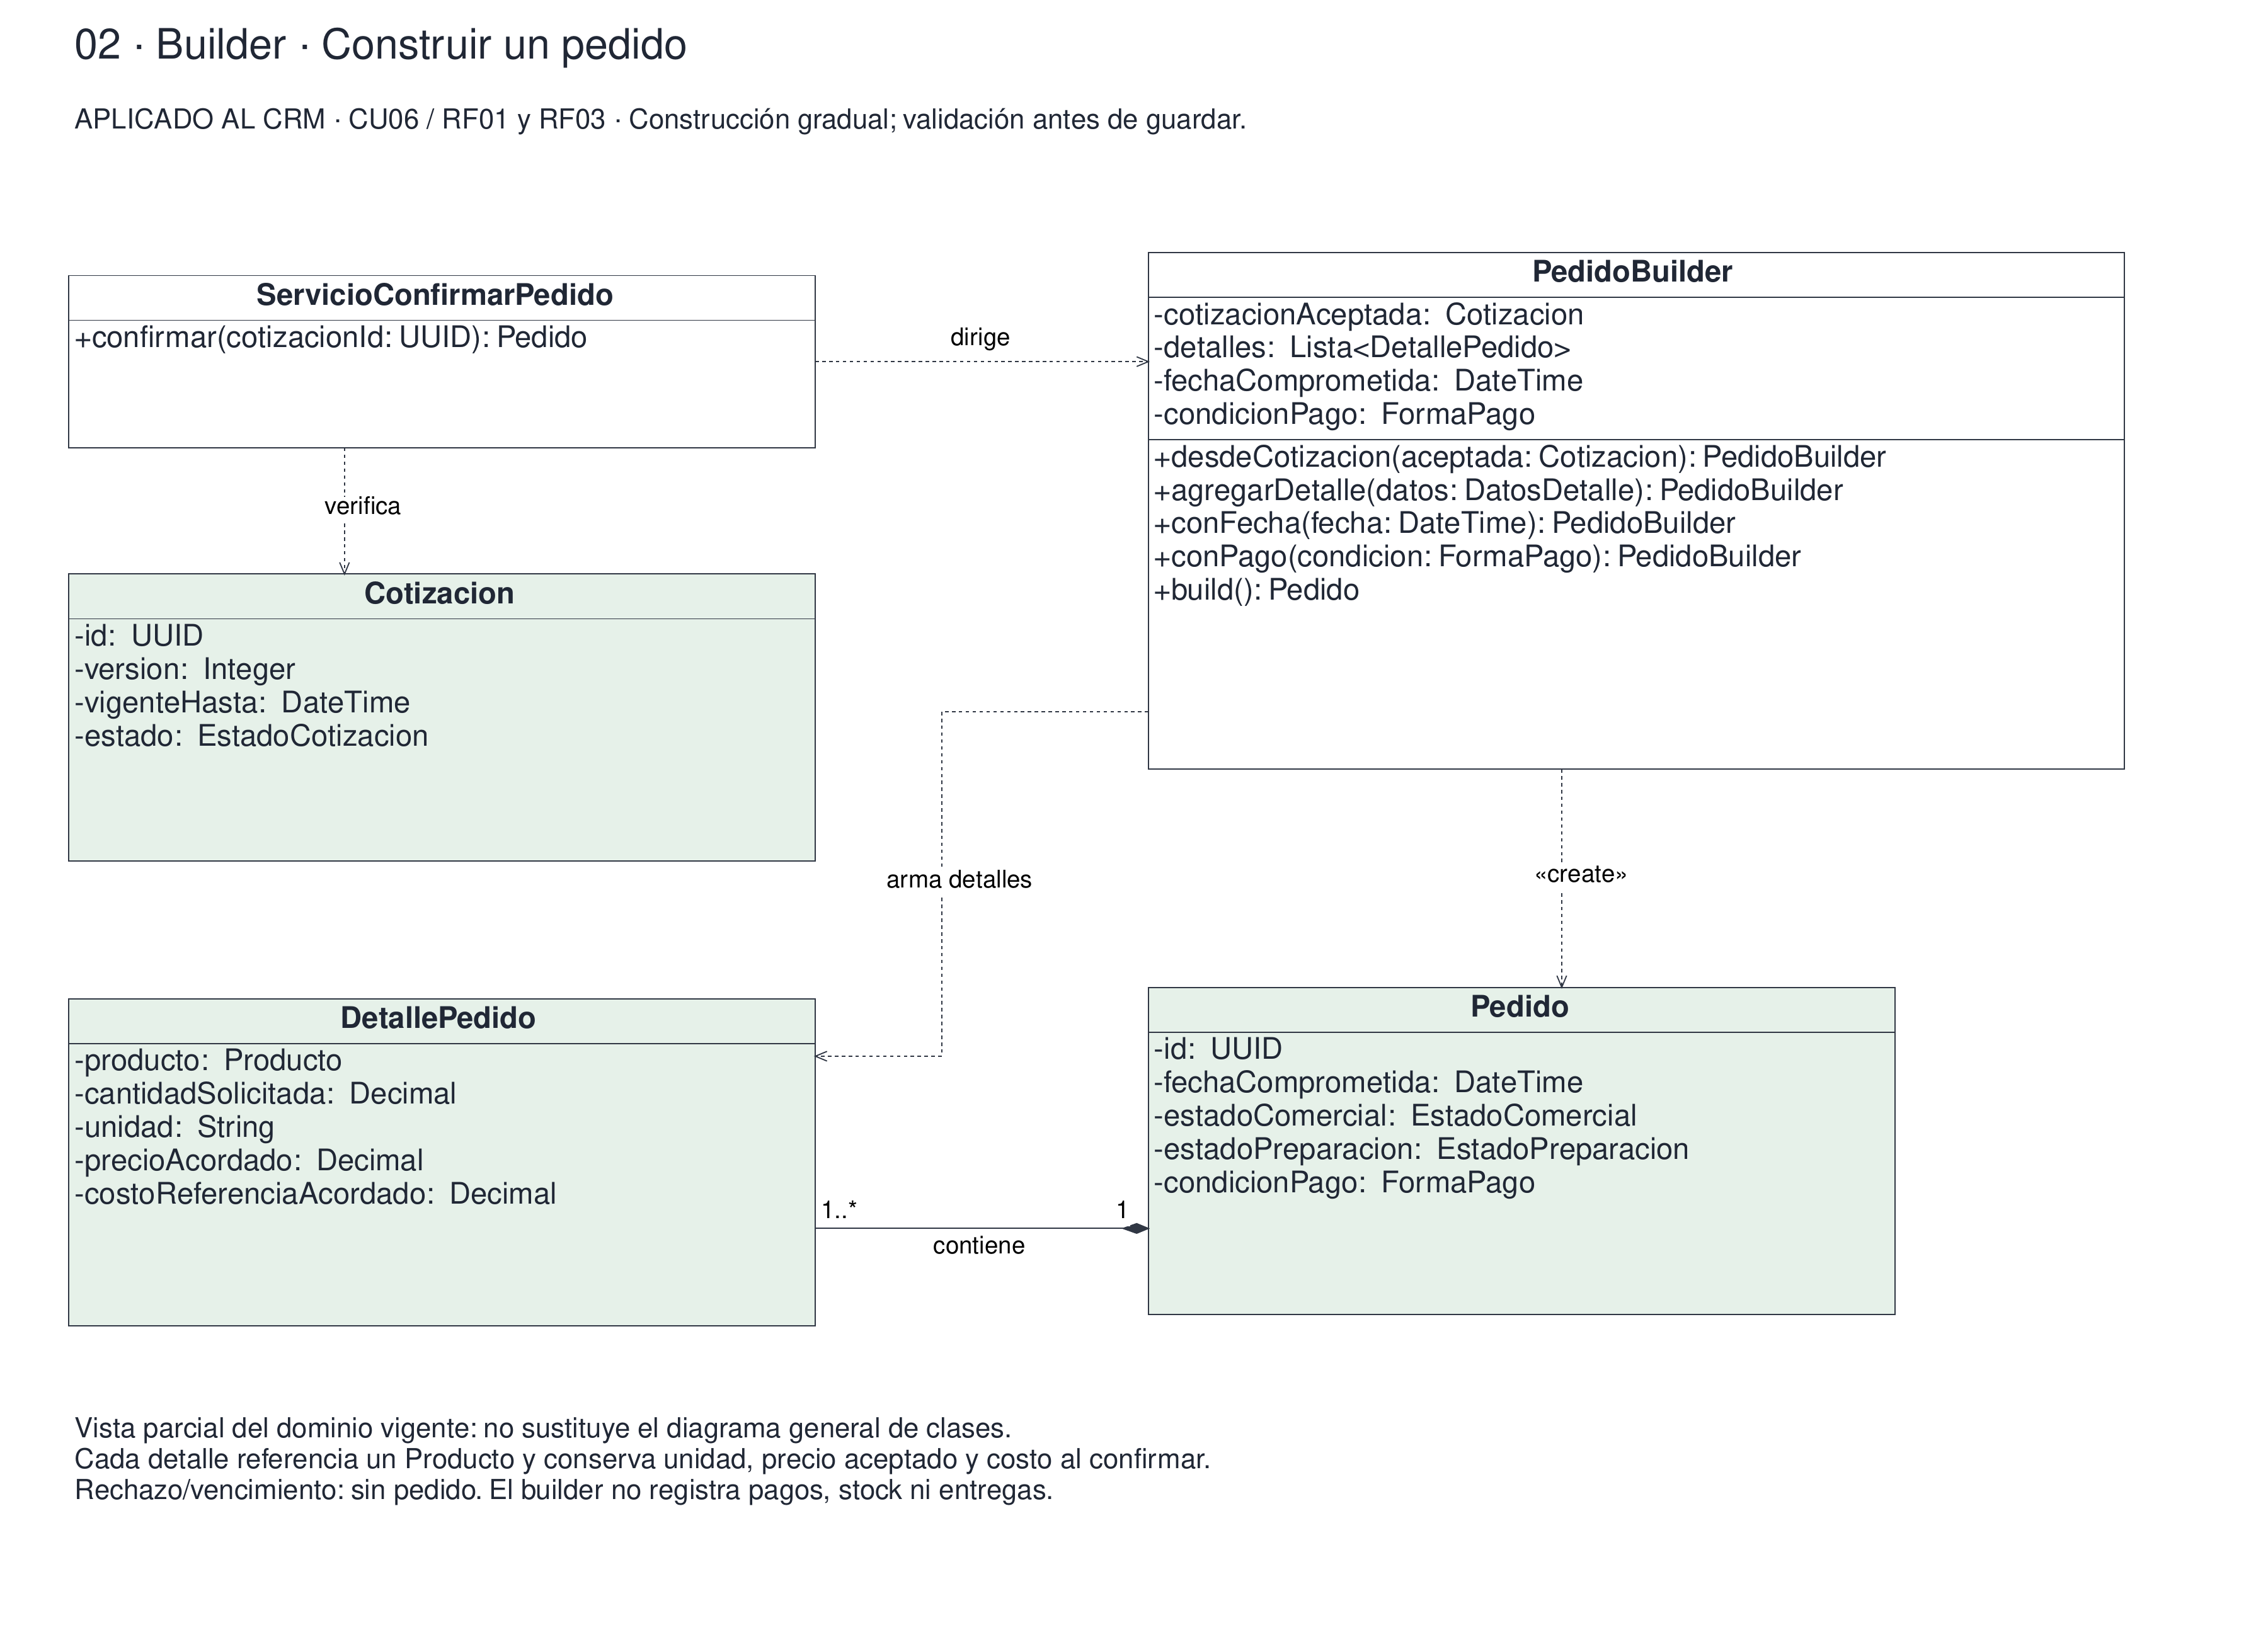 02 · Builder · Construir un pedido
APLICADO AL CRM · CU06 / RF01 y RF03 · Construcción gradual; validación antes de guardar.
ServicioConfirmarPedido
+confirmar(cotizacionId: UUID): Pedido
dirige
PedidoBuilder
-cotizacionAceptada: Cotizacion
-detalles: Lista<DetallePedido>
-fechaComprometida: DateTime
-condicionPago: FormaPago
+desdeCotizacion(aceptada: Cotizacion): PedidoBuilder
+agregarDetalle(datos: DatosDetalle): PedidoBuilder
+conFecha(fecha: DateTime): PedidoBuilder
+conPago(condicion: FormaPago): PedidoBuilder
+build(): Pedido
verifica
Cotizacion
-id: UUID
-version: Integer
-vigenteHasta: DateTime
-estado: EstadoCotizacion
arma detalles
«create»
DetallePedido
-producto: Producto
-cantidadSolicitada: Decimal
-unidad: String
-precioAcordado: Decimal
-costoReferenciaAcordado: Decimal
1..*
1
contiene
Pedido
-id: UUID
-fechaComprometida: DateTime
-estadoComercial: EstadoComercial
-estadoPreparacion: EstadoPreparacion
-condicionPago: FormaPago
Vista parcial del dominio vigente: no sustituye el diagrama general de clases.
Cada detalle referencia un Producto y conserva unidad, precio aceptado y costo al confirmar.
Rechazo/vencimiento: sin pedido. El builder no registra pagos, stock ni entregas.